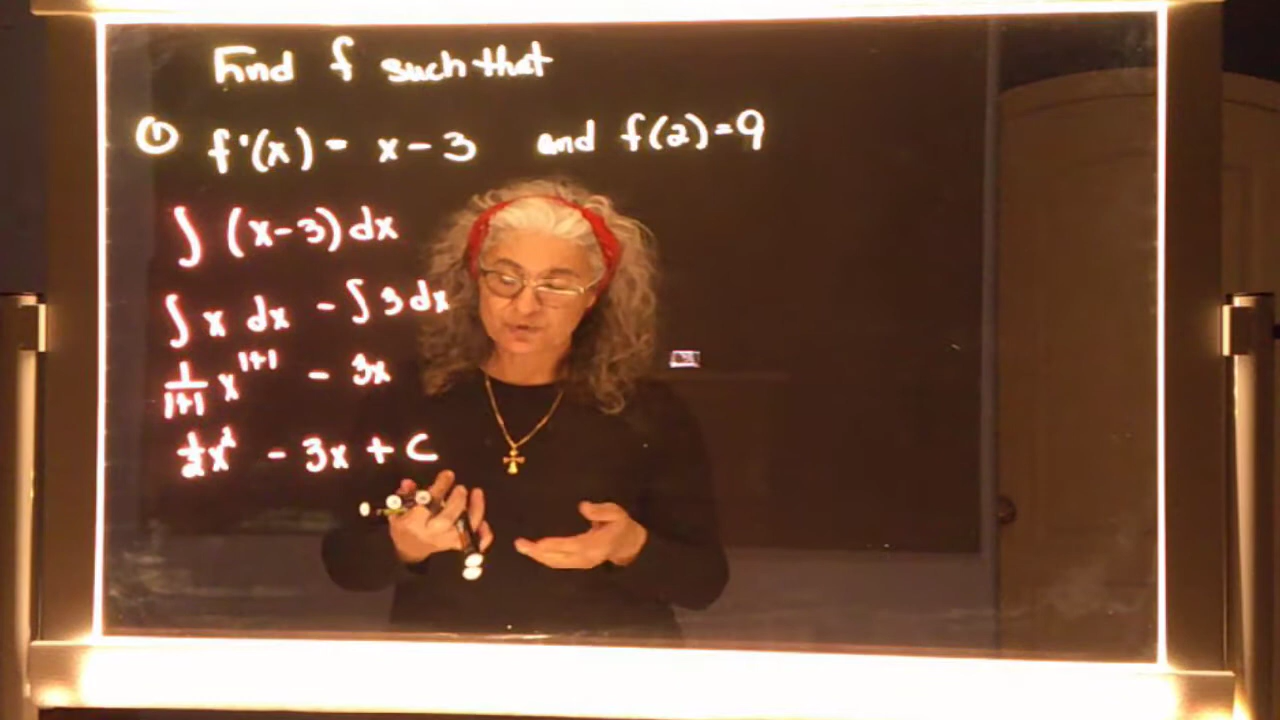 Find f such that
① f'(x) = x - 3 and f(2) = 9
∫ (x-3) dx
∫ x dx - ∫ 3 dx
1/(1+1) x^(1+1) - 3x
1/2 x² - 3x + C